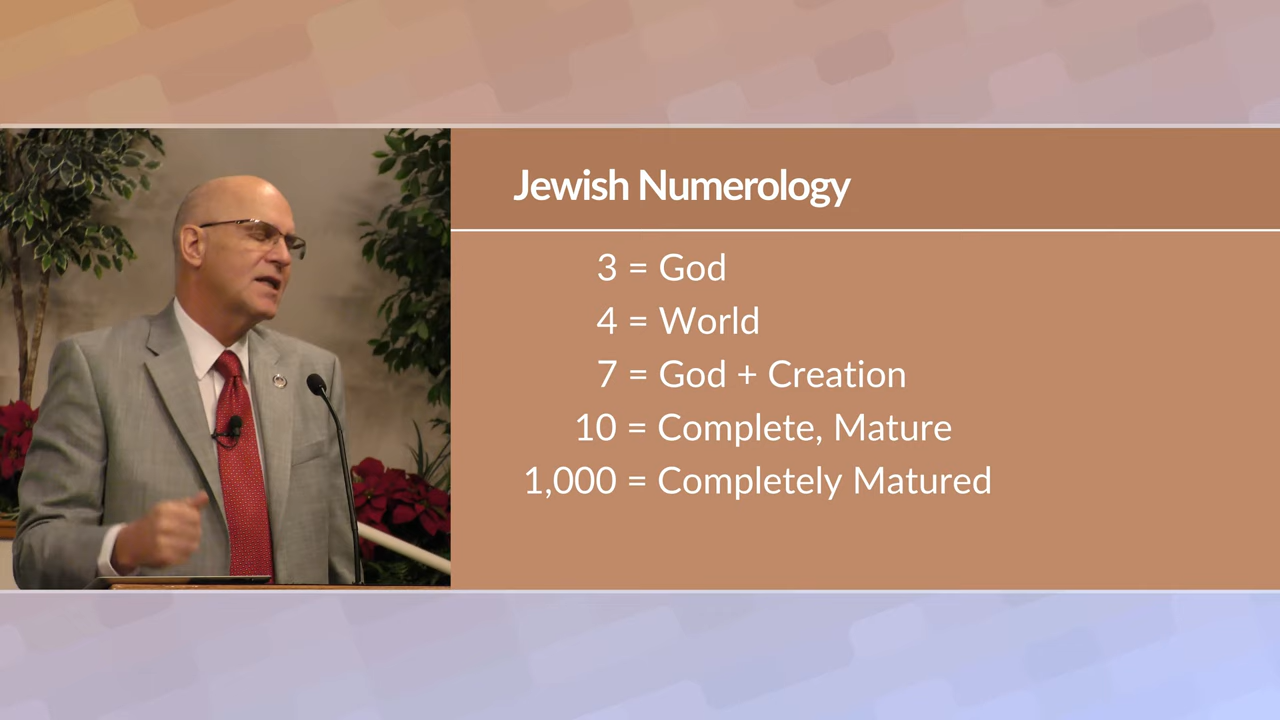 Jewish Numerology
3 = God
4 = World
7 = God + Creation
10 = Complete, Mature
1,000 = Completely Matured